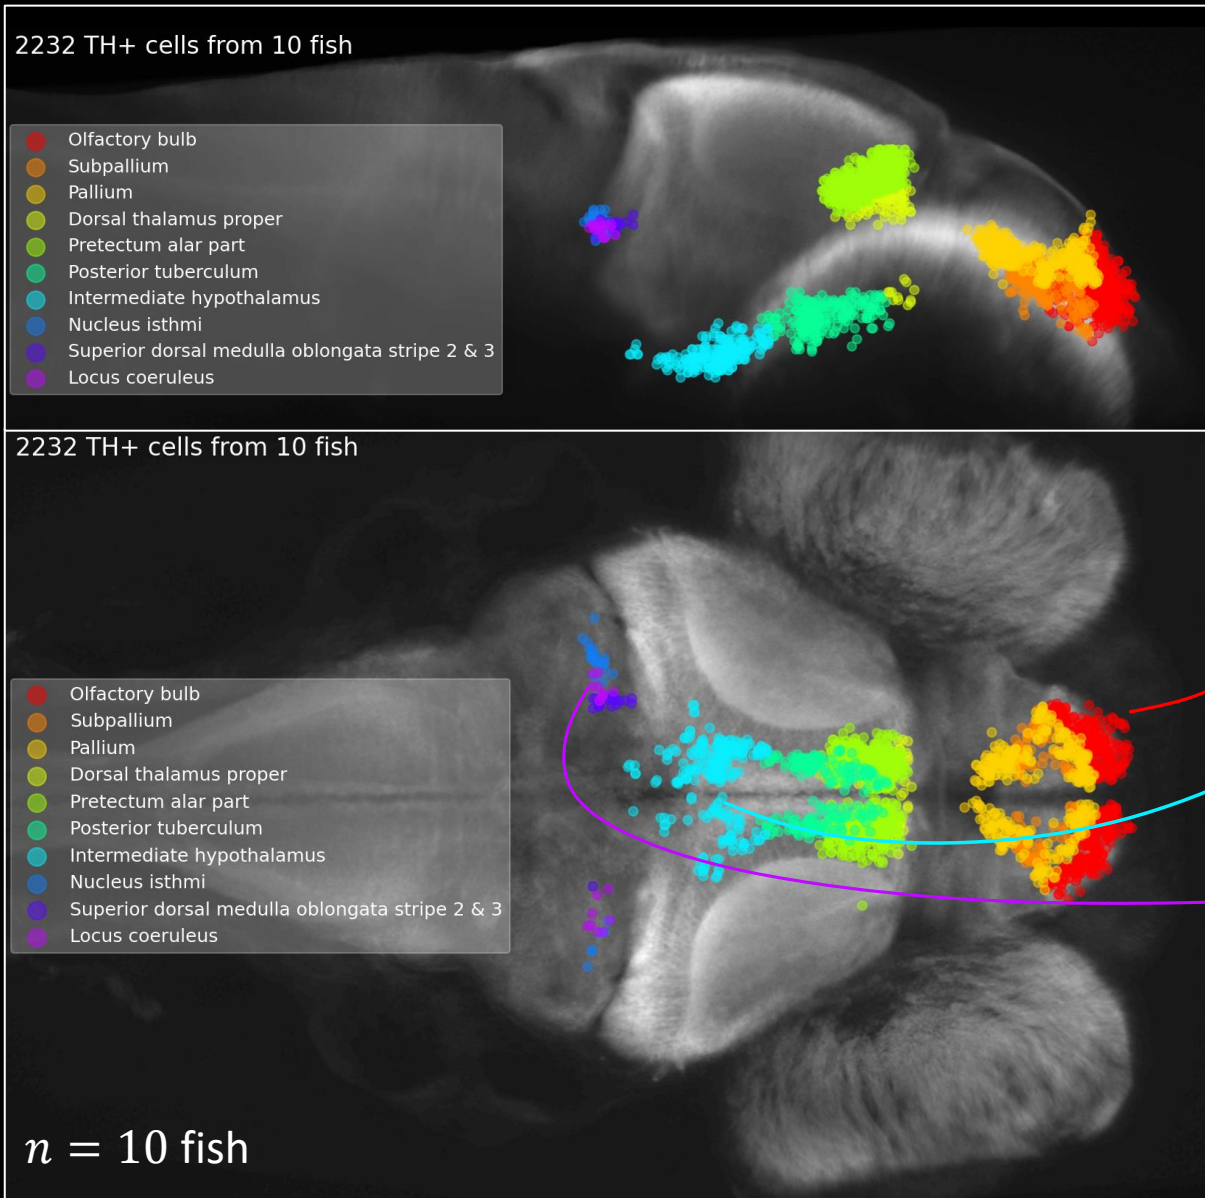 2232 TH+ cells from 10 fish
Olfactory bulb
Subpallium
Pallium
Dorsal thalamus proper
Pretectum alar part
Posterior tuberculum
Intermediate hypothalamus
Nucleus isthmi
Superior dorsal medulla oblongata stripe 2 & 3
Locus coeruleus
2232 TH+ cells from 10 fish
Olfactory bulb
Subpallium
Pallium
Dorsal thalamus proper
Pretectum alar part
Posterior tuberculum
Intermediate hypothalamus
Nucleus isthmi
Superior dorsal medulla oblongata stripe 2 & 3
Locus coeruleus
n = 10 fish